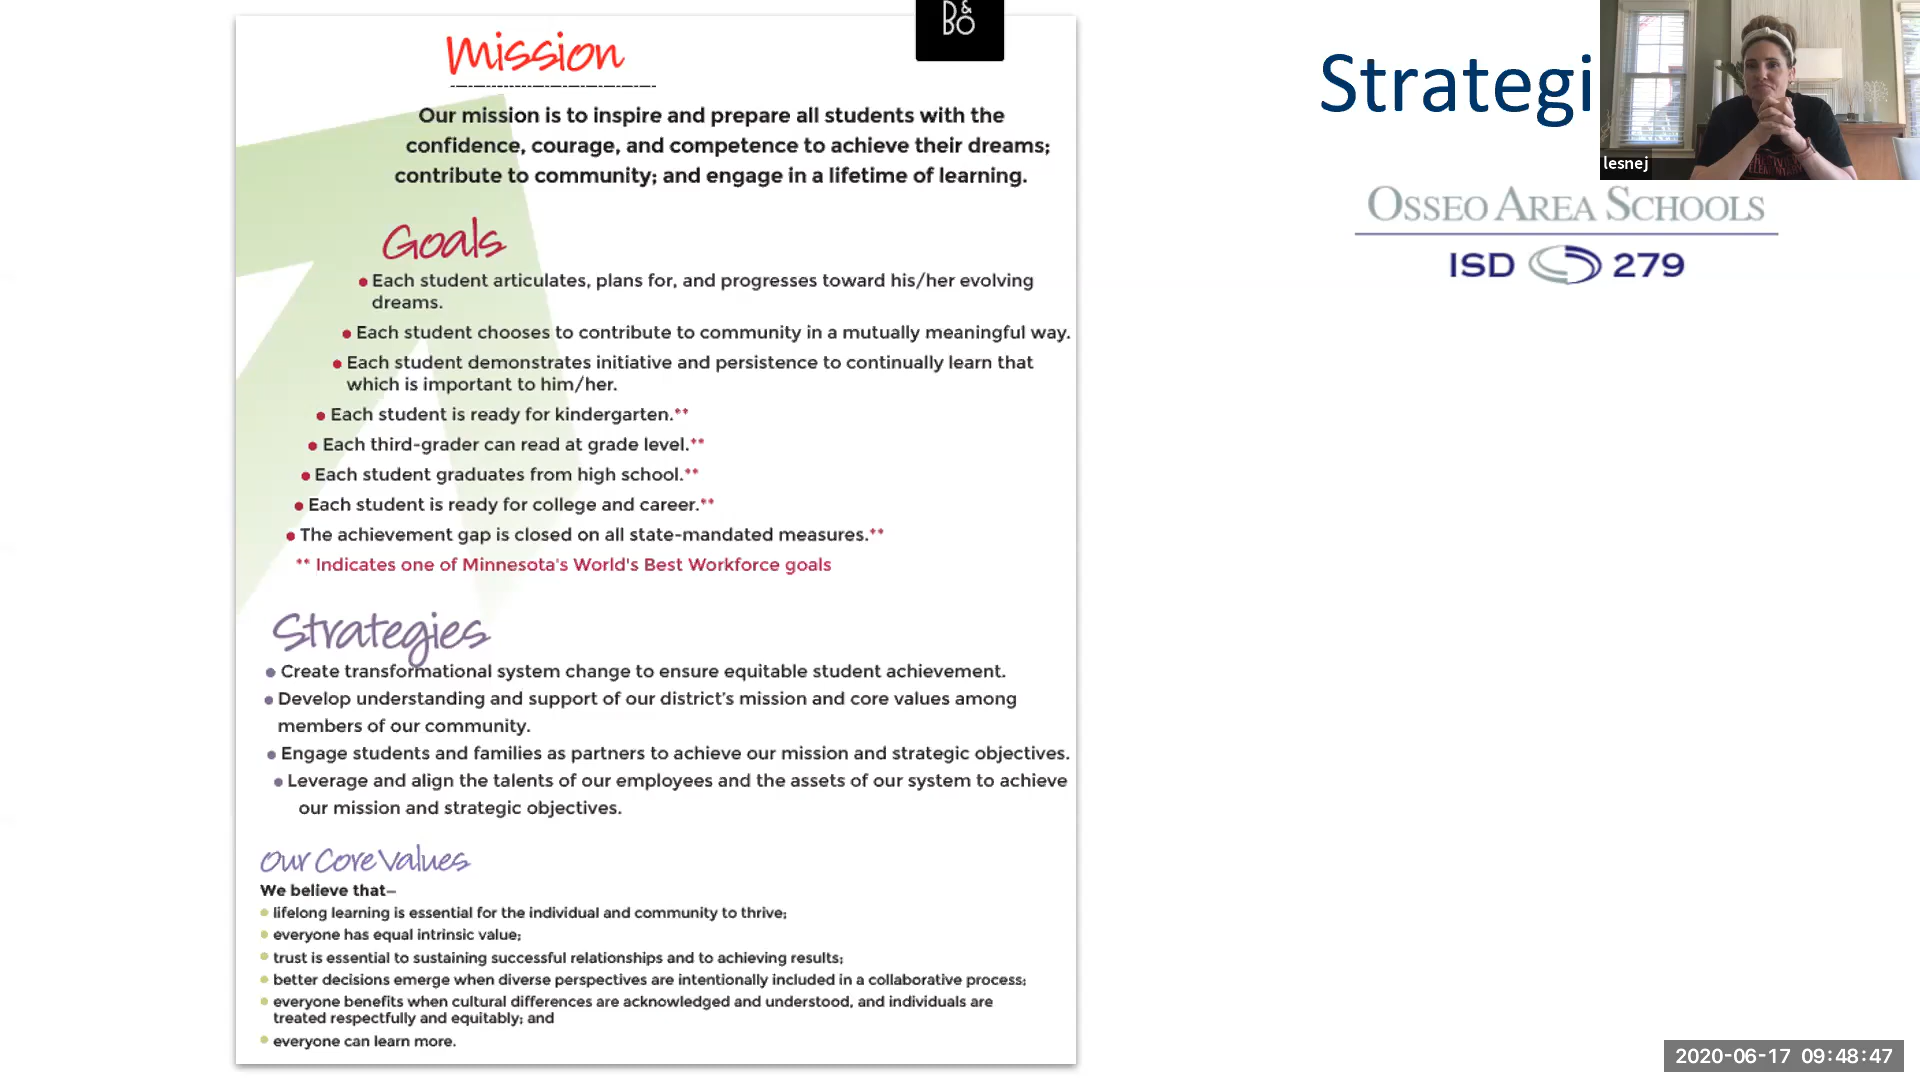 B&
BO
Mission
Our mission is to inspire and prepare all students with the
confidence, courage, and competence to achieve their dreams;
contribute to community; and engage in a lifetime of learning.
Goals
Each student articulates, plans for, and progresses toward his/her evolving
dreams.
Each student chooses to contribute to community in a mutually meaningful way.
Each student demonstrates initiative and persistence to continually learn that
which is important to him/her.
Each student is ready for kindergarten.**
Each third-grader can read at grade level.**
Each student graduates from high school.**
Each student is ready for college and career.**
The achievement gap is closed on all state-mandated measures.**
** Indicates one of Minnesota's World's Best Workforce goals
Strategies
Create transformational system change to ensure equitable student achievement.
Develop understanding and support of our district's mission and core values among
members of our community.
Engage students and families as partners to achieve our mission and strategic objectives.
Leverage and align the talents of our employees and the assets of our system to achieve
our mission and strategic objectives.
Our Core Values
We believe that—
lifelong learning is essential for the individual and community to thrive;
everyone has equal intrinsic value;
trust is essential to sustaining successful relationships and to achieving results;
better decisions emerge when diverse perspectives are intentionally included in a collaborative process;
everyone benefits when cultural differences are acknowledged and understood, and individuals are
treated respectfully and equitably; and
everyone can learn more.
Strategi
lesnej
OSSEO AREA SCHOOLS
ISD 279
2020-06-17 09:48:47